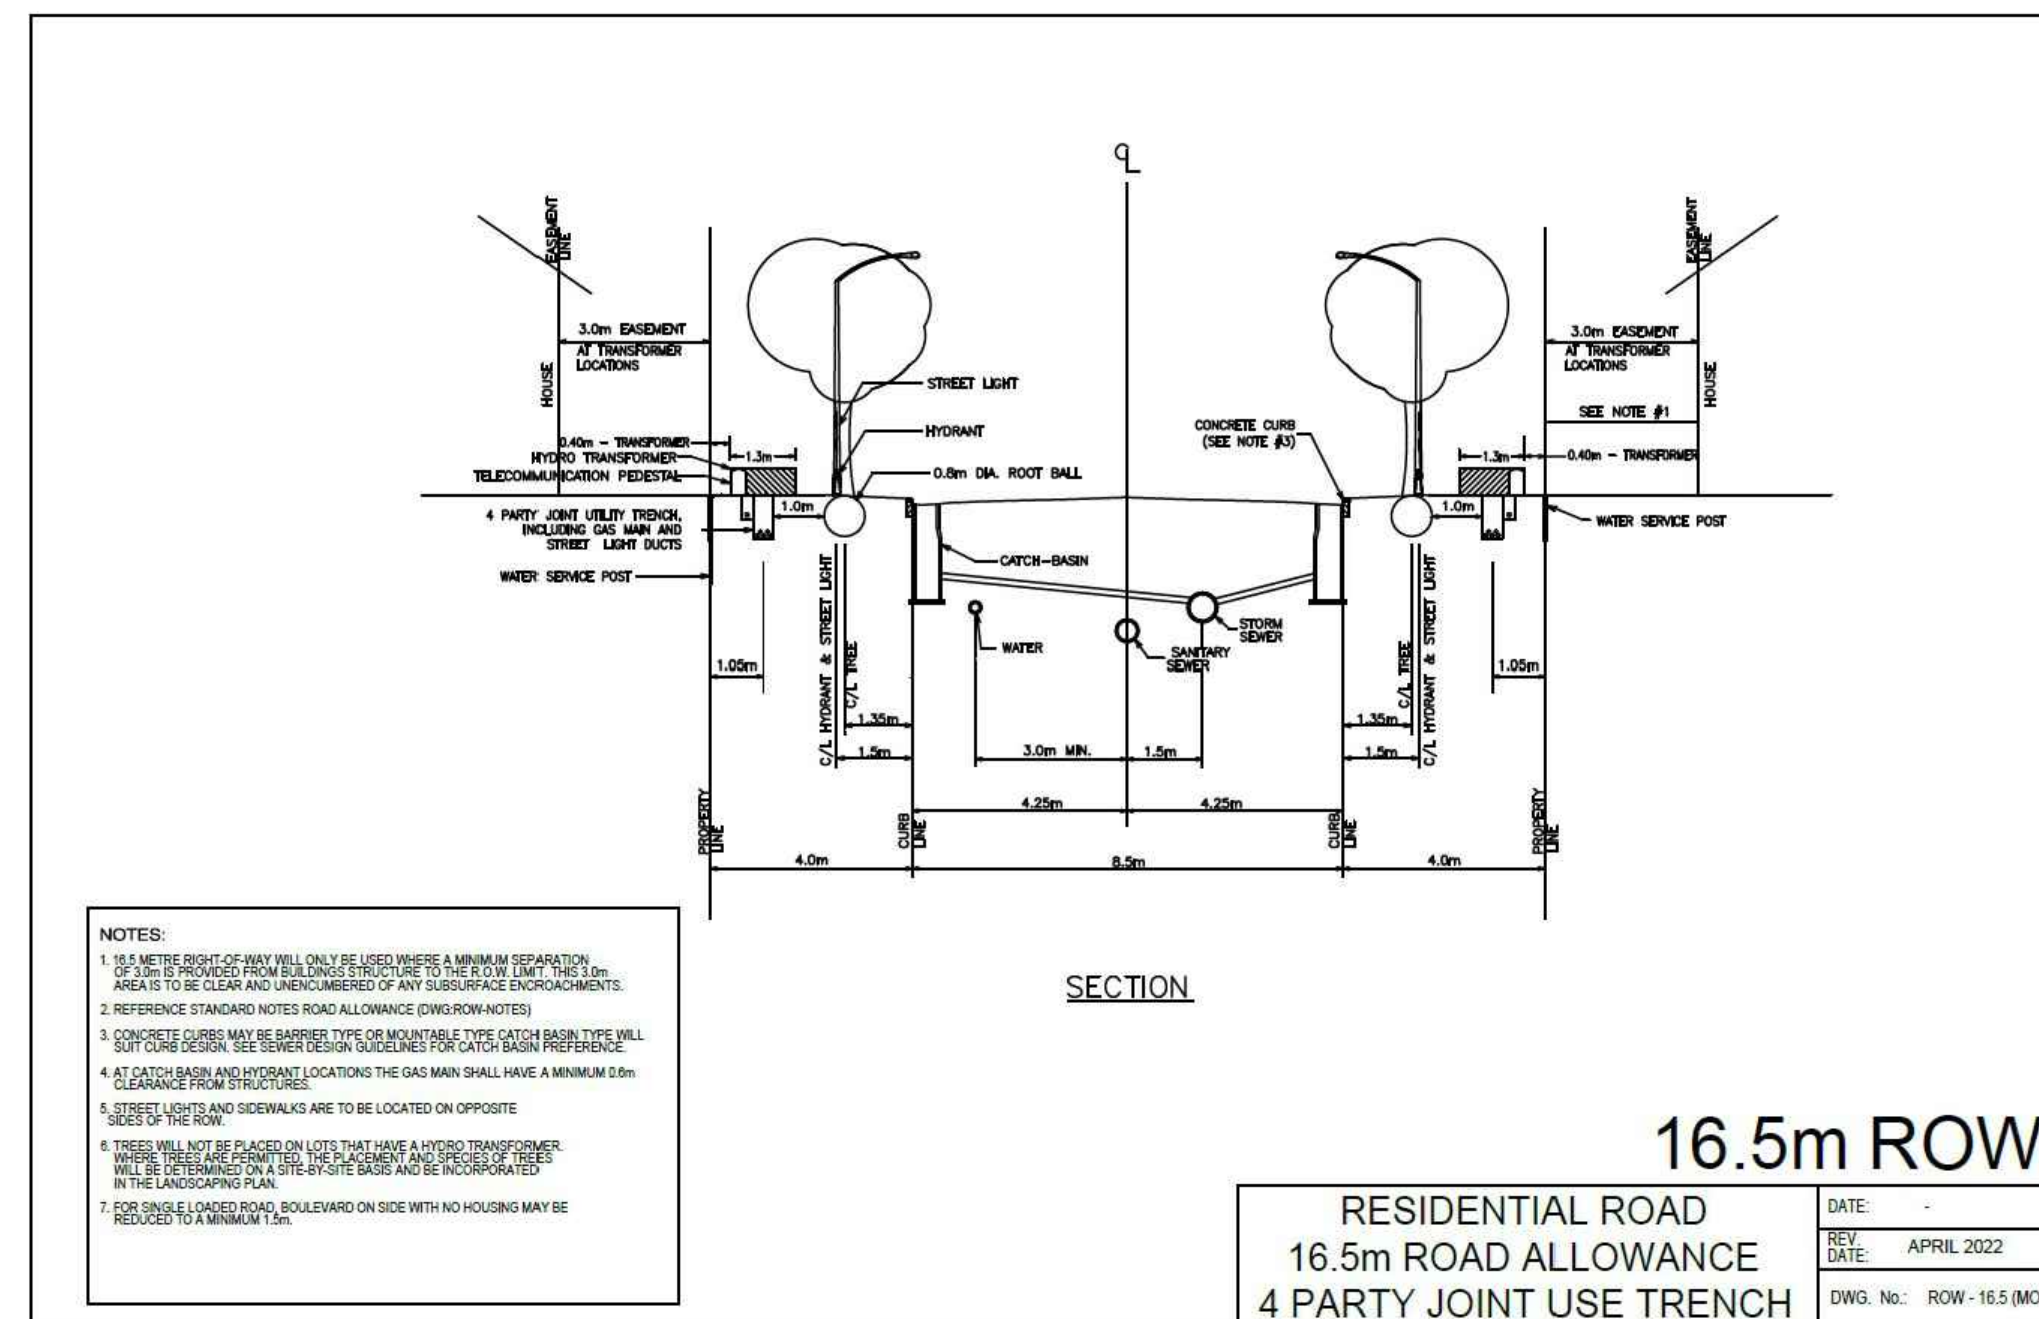 ℄
EASEMENT
LINE
EASEMENT
LINE
3.0m EASEMENT
AT TRANSFORMER
LOCATIONS
HOUSE
3.0m EASEMENT
AT TRANSFORMER
LOCATIONS
HOUSE
SEE NOTE #1
STREET LIGHT
HYDRANT
0.8m DIA. ROOT BALL
CONCRETE CURB
(SEE NOTE #3)
0.40m - TRANSFORMER
HYDRO TRANSFORMER
TELECOMMUNICATION PEDESTAL
1.3m
1.3m
0.40m - TRANSFORMER
4 PARTY JOINT UTILITY TRENCH,
INCLUDING GAS MAIN AND
STREET LIGHT DUCTS
1.0m
1.0m
WATER SERVICE POST
WATER SERVICE POST
CATCH-BASIN
WATER
SANITARY
SEWER
STORM
SEWER
C/L HYDRANT & STREET LIGHT
C/L TREE
C/L TREE
C/L HYDRANT & STREET LIGHT
1.05m
1.05m
1.35m
1.35m
1.5m
3.0m MIN.
1.5m
1.5m
4.25m
4.25m
PROPERTY
LINE
CURB
LINE
CURB
LINE
PROPERTY
LINE
4.0m
8.5m
4.0m
SECTION
NOTES:
1. 16.5 METRE RIGHT-OF-WAY WILL ONLY BE USED WHERE A MINIMUM SEPARATION
OF 3.0m IS PROVIDED FROM BUILDINGS STRUCTURE TO THE R.O.W. LIMIT. THIS 3.0m
AREA IS TO BE CLEAR AND UNENCUMBERED OF ANY SUBSURFACE ENCROACHMENTS.
2. REFERENCE STANDARD NOTES ROAD ALLOWANCE (DWG:ROW-NOTES)
3. CONCRETE CURBS MAY BE BARRIER TYPE OR MOUNTABLE TYPE CATCH BASIN TYPE WILL
SUIT CURB DESIGN. SEE SEWER DESIGN GUIDELINES FOR CATCH BASIN PREFERENCE.
4. AT CATCH BASIN AND HYDRANT LOCATIONS THE GAS MAIN SHALL HAVE A MINIMUM 0.6m
CLEARANCE FROM STRUCTURES.
5. STREET LIGHTS AND SIDEWALKS ARE TO BE LOCATED ON OPPOSITE
SIDES OF THE ROW.
6. TREES WILL NOT BE PLACED ON LOTS THAT HAVE A HYDRO TRANSFORMER.
WHERE TREES ARE PERMITTED, THE PLACEMENT AND SPECIES OF TREES
WILL BE DETERMINED ON A SITE-BY-SITE BASIS AND BE INCORPORATED
IN THE LANDSCAPING PLAN.
7. FOR SINGLE LOADED ROAD, BOULEVARD ON SIDE WITH NO HOUSING MAY BE
REDUCED TO A MINIMUM 1.5m.
16.5m ROW
RESIDENTIAL ROAD
16.5m ROAD ALLOWANCE
4 PARTY JOINT USE TRENCH
DATE: -
REV.
DATE: APRIL 2022
DWG. No.: ROW - 16.5 (MO